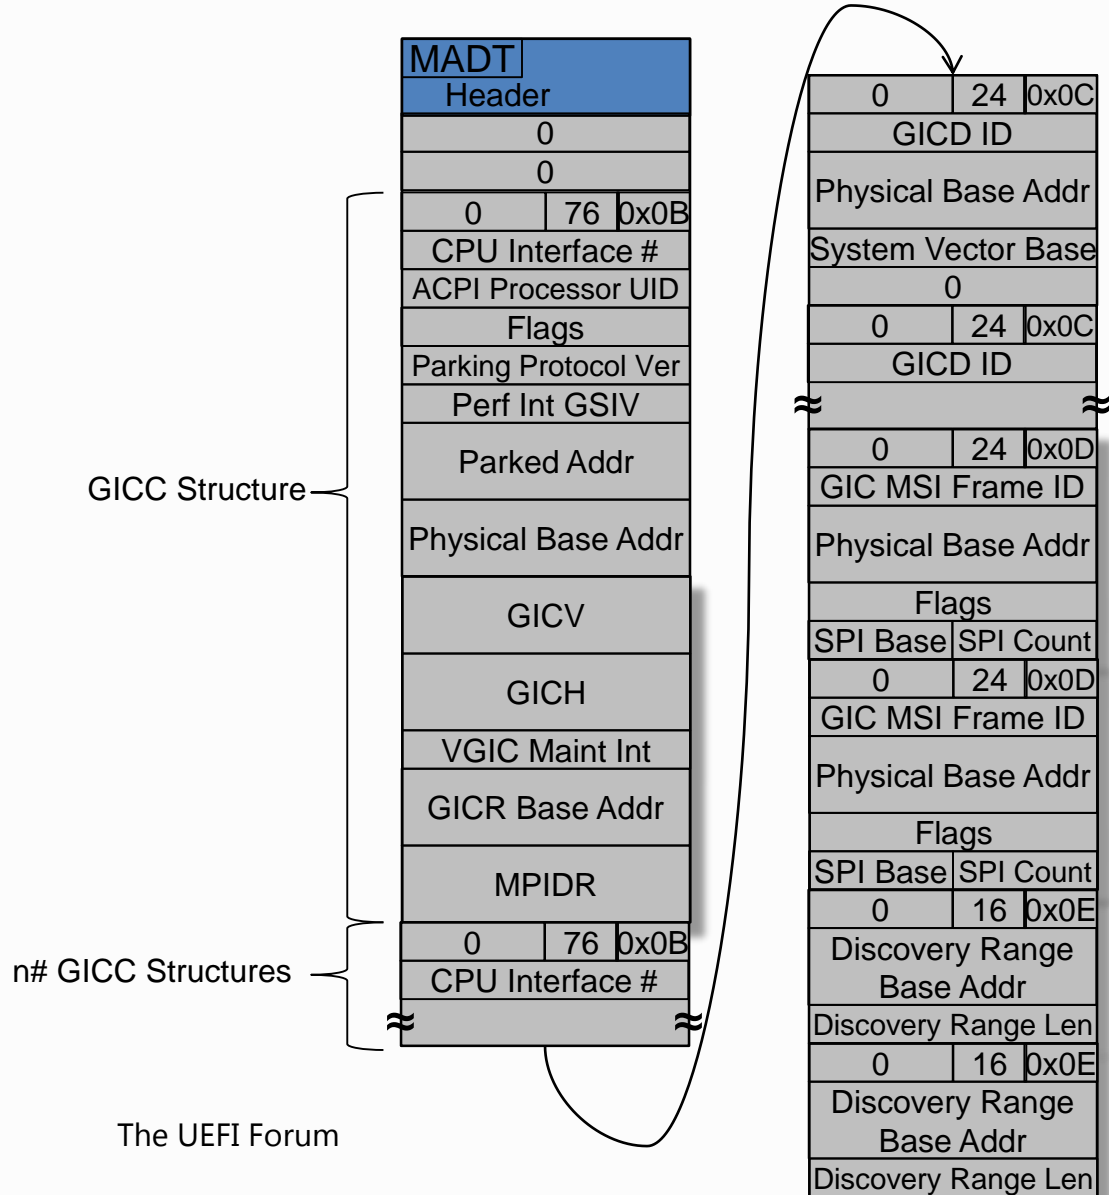 MADT
Header
0
0
0 76 0x0B
CPU Interface #
ACPI Processor UID
Flags
Parking Protocol Ver
Perf Int GSIV
Parked Addr
Physical Base Addr
GICV
GICH
VGIC Maint Int
GICR Base Addr
MPIDR
0 76 0x0B
CPU Interface #
≈ ≈
GICC Structure
n# GICC Structures
The UEFI Forum
0 24 0x0C
GICD ID
Physical Base Addr
System Vector Base
0
0 24 0x0C
GICD ID
≈ ≈
0 24 0x0D
GIC MSI Frame ID
Physical Base Addr
Flags
SPI Base SPI Count
0 24 0x0D
GIC MSI Frame ID
Physical Base Addr
Flags
SPI Base SPI Count
0 16 0x0E
Discovery Range
Base Addr
Discovery Range Len
0 16 0x0E
Discovery Range
Base Addr
Discovery Range Len